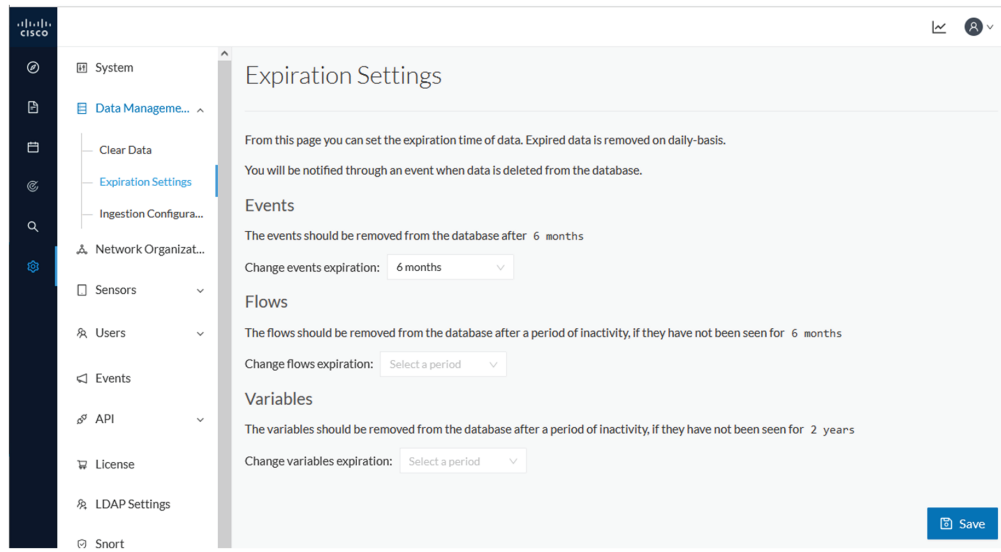 CISCO
System
Data Manageme...
Clear Data
Expiration Settings
Ingestion Configura...
Network Organizat...
Sensors
Users
Events
API
License
LDAP Settings
Snort
Expiration Settings
From this page you can set the expiration time of data. Expired data is removed on daily-basis.
You will be notified through an event when data is deleted from the database.
Events
The events should be removed from the database after 6 months
Change events expiration: 6 months
Flows
The flows should be removed from the database after a period of inactivity, if they have not been seen for 6 months
Change flows expiration: Select a period
Variables
The variables should be removed from the database after a period of inactivity, if they have not been seen for 2 years
Change variables expiration: Select a period
Save